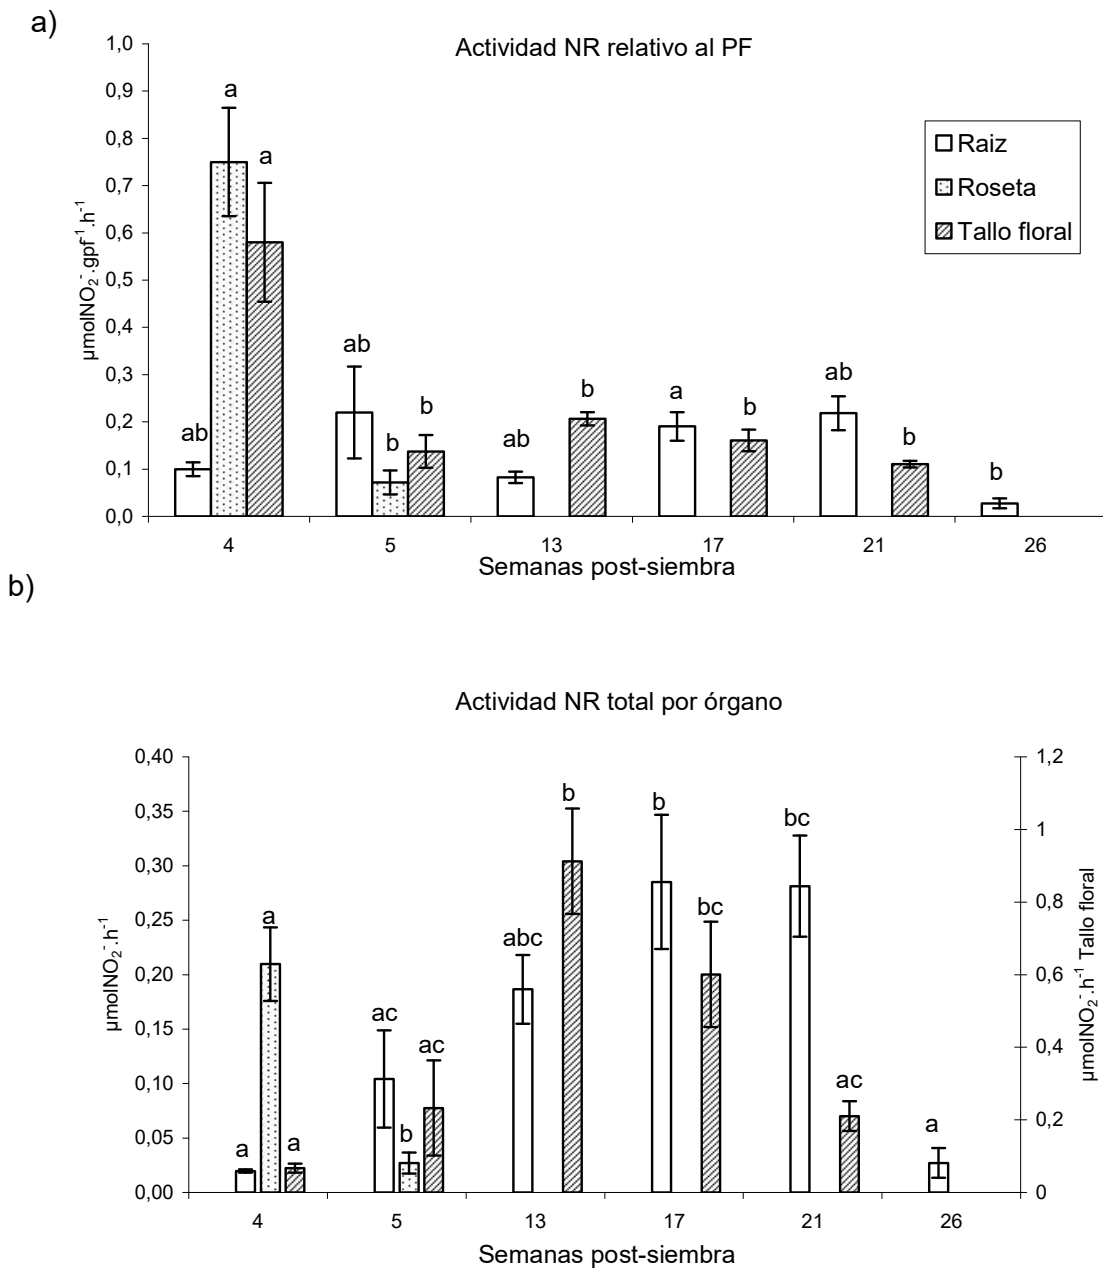 a)
Actividad NR relativo al PF
µmolNO₂⁻.gpf⁻¹.h⁻¹
1,0
0,9
0,8
0,7
0,6
0,5
0,4
0,3
0,2
0,1
0,0
Raiz
Roseta
Tallo floral
ab a a
ab b b
ab b
a b
ab b
b
4 5 13 17 21 26
Semanas post-siembra
b)
Actividad NR total por órgano
µmolNO₂⁻.h⁻¹
0,40
0,35
0,30
0,25
0,20
0,15
0,10
0,05
0,00
a a a
ac b ac
abc b
b bc
bc ac
a
1,2
1
0,8
0,6
0,4
0,2
0
µmolNO₂⁻.h⁻¹ Tallo floral
4 5 13 17 21 26
Semanas post-siembra